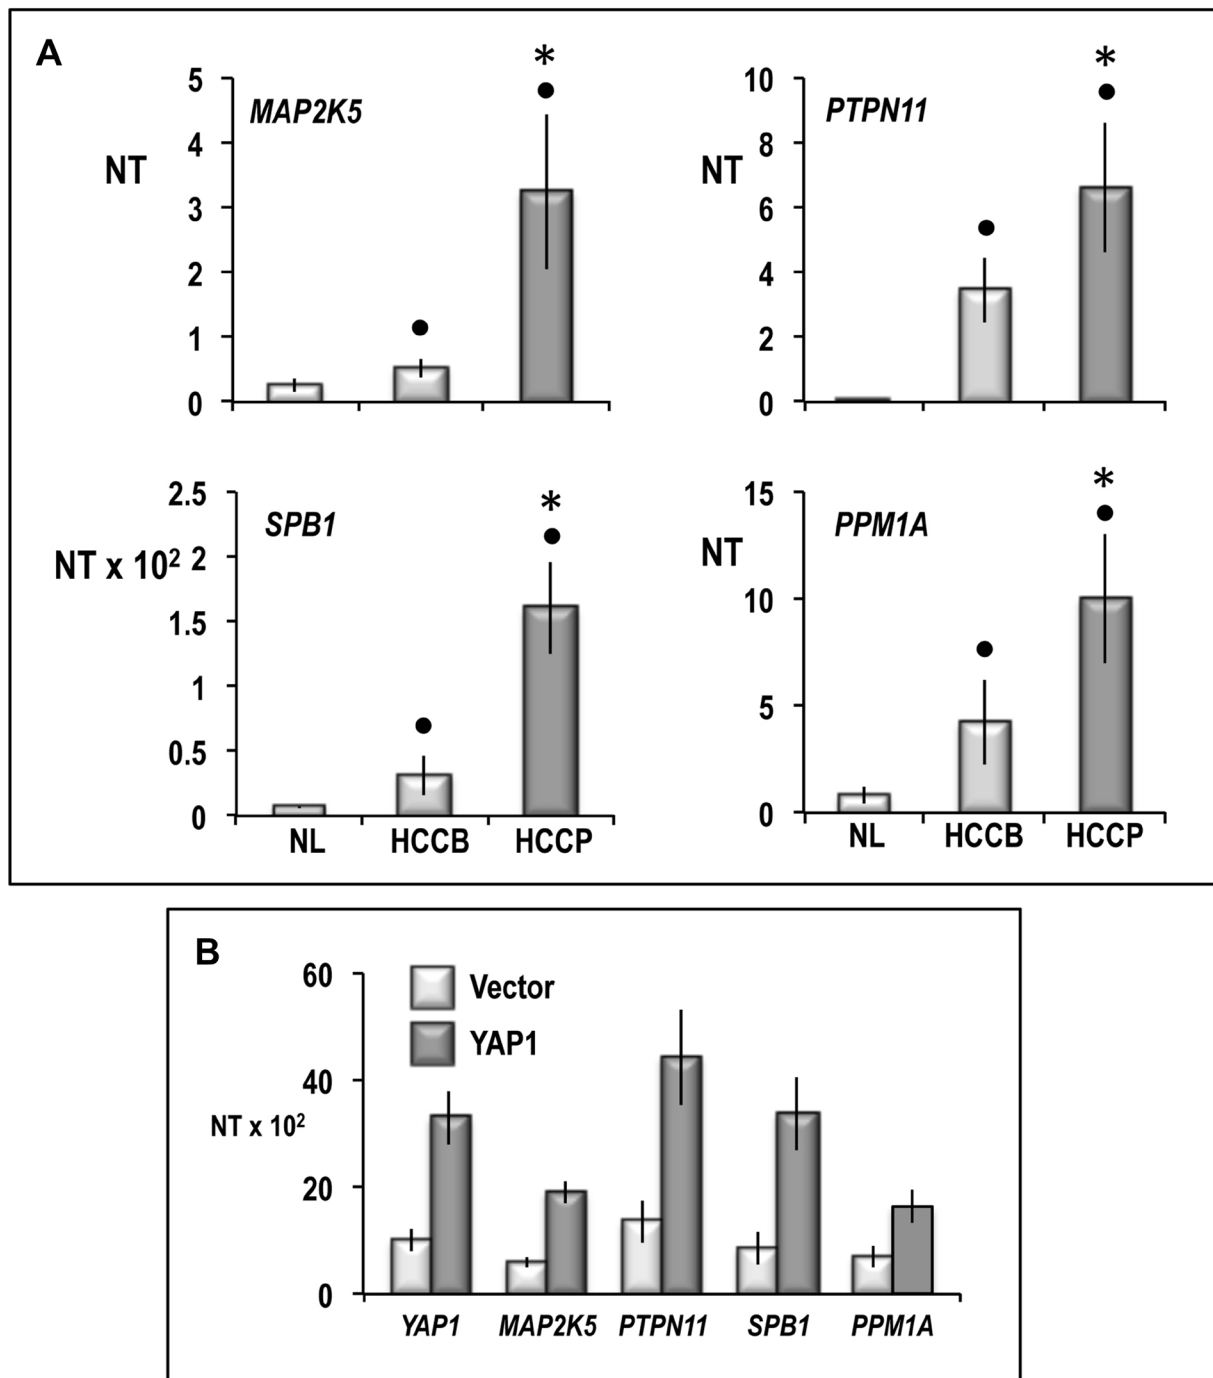 A
MAP2K5
NT
5
4
3
2
1
0
*
PTPN11
NT
10
8
6
4
2
0
*
SPB1
NT x 10²
2.5
2
1.5
1
0.5
0
*
NL HCCB HCCP
PPM1A
NT
15
10
5
0
*
NL HCCB HCCP
B
Vector
YAP1
NT x 10²
60
40
20
0
YAP1 MAP2K5 PTPN11 SPB1 PPM1A